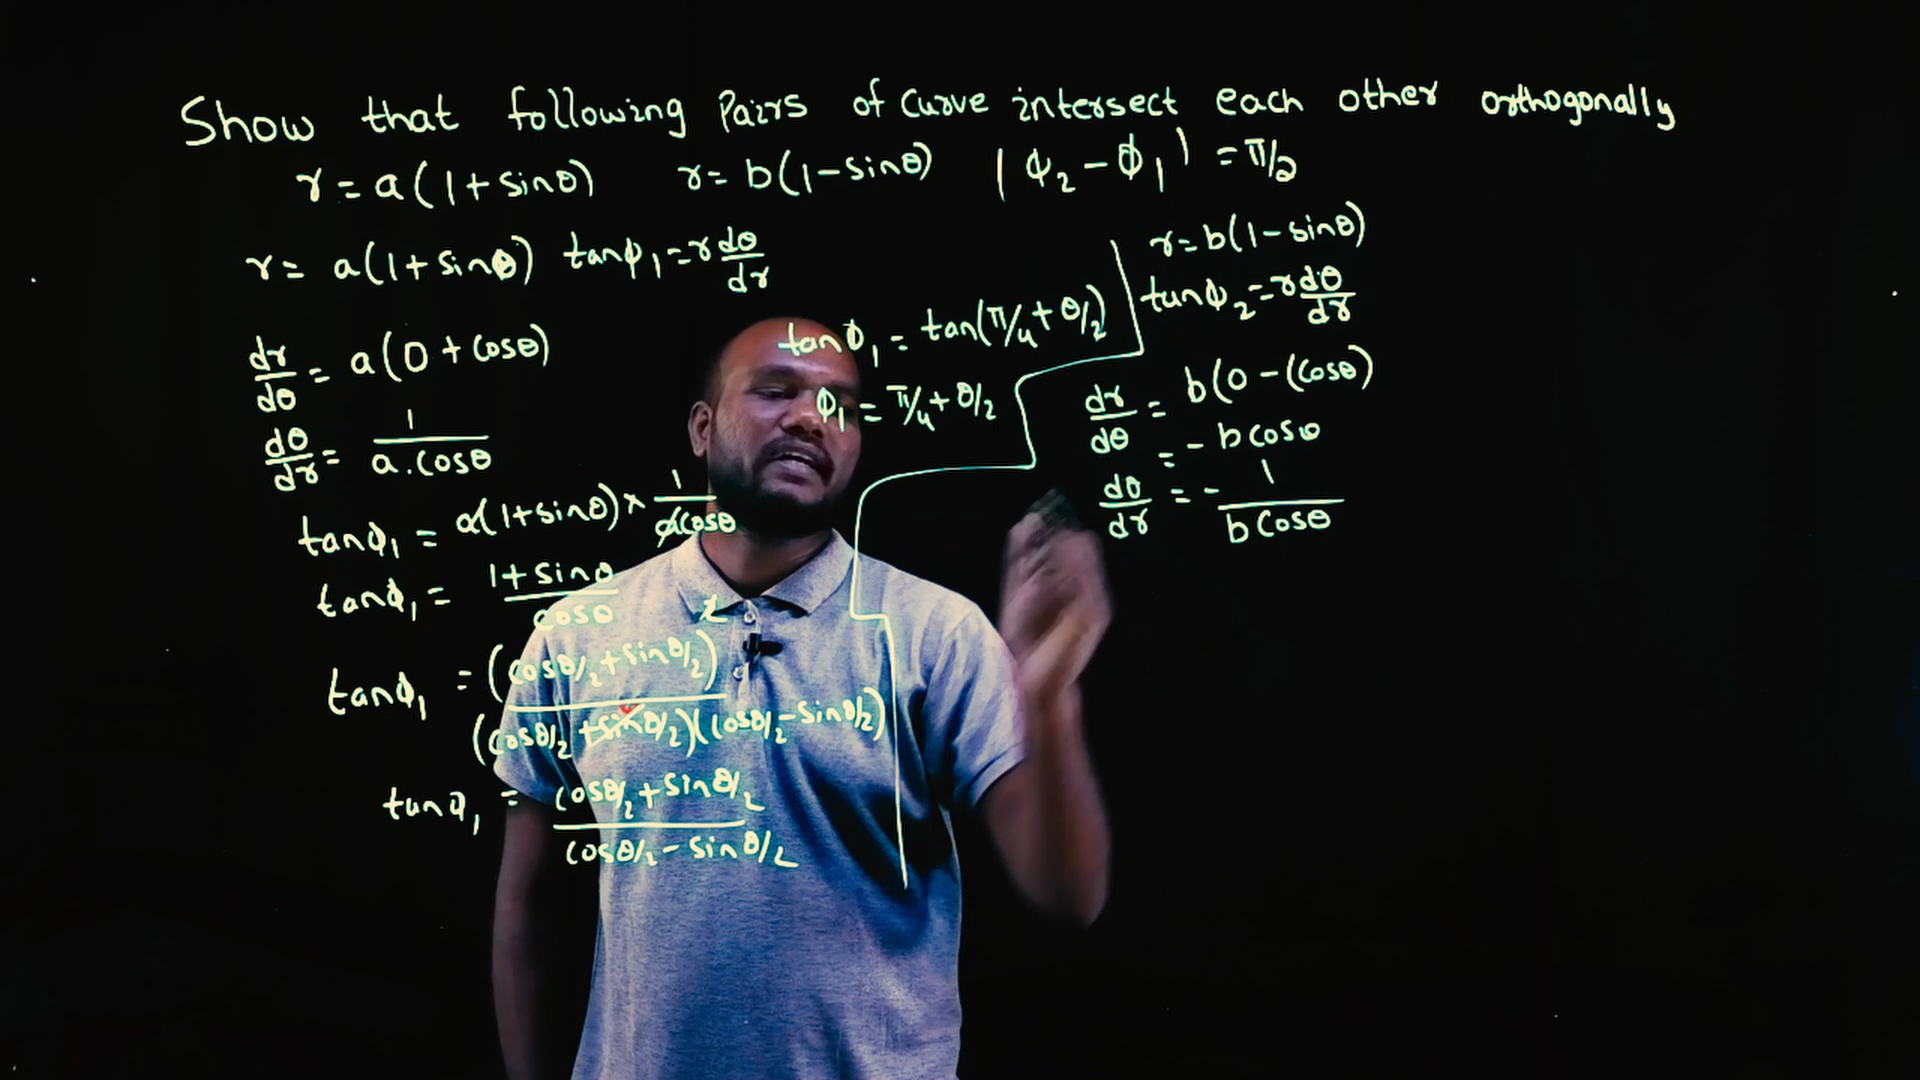 Show that following Pairs of Curve intersect each other orthogonally
r = a(1+sinθ) r = b(1-sinθ) |ϕ₂ - ϕ₁| = π/2
r = a(1+sinθ) tanϕ₁ = r dθ/dr
dr/dθ = a(0 + cosθ)
dθ/dr = 1/(a.cosθ)
tanϕ₁ = a(1+sinθ) × 1/(a cosθ)
tanϕ₁ = (1+sinθ)/cosθ
tanϕ₁ = (cosθ/2 + sinθ/2)²/((cosθ/2 + sinθ/2)(cosθ/2 - sinθ/2))
tanϕ₁ = (cosθ/2 + sinθ/2)/(cosθ/2 - sinθ/2)
tanϕ₁ = tan(π/4 + θ/2)
ϕ₁ = π/4 + θ/2
r = b(1-sinθ)
tanϕ₂ = r dθ/dr
dr/dθ = b(0 - (cosθ)
= - b cosθ
dθ/dr = - 1/(b cosθ)